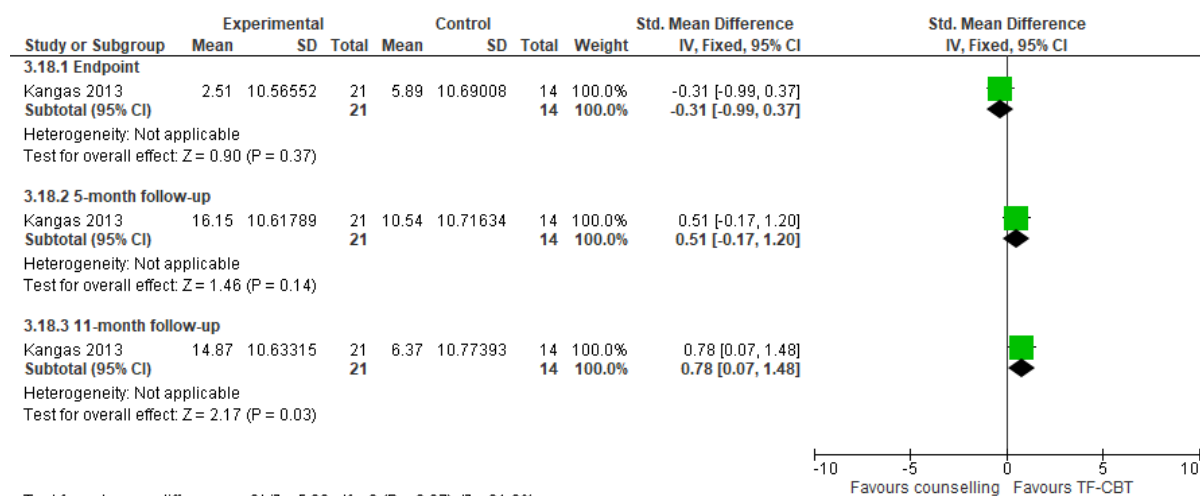 Experimental Control Std. Mean Difference Std. Mean Difference
Study or Subgroup Mean SD Total Mean SD Total Weight IV, Fixed, 95% CI IV, Fixed, 95% CI
3.18.1 Endpoint
Kangas 2013 2.51 10.56552 21 5.89 10.69008 14 100.0% -0.31 [-0.99, 0.37]
Subtotal (95% CI) 21 14 100.0% -0.31 [-0.99, 0.37]
Heterogeneity: Not applicable
Test for overall effect: Z = 0.90 (P = 0.37)
3.18.2 5-month follow-up
Kangas 2013 16.15 10.61789 21 10.54 10.71634 14 100.0% 0.51 [-0.17, 1.20]
Subtotal (95% CI) 21 14 100.0% 0.51 [-0.17, 1.20]
Heterogeneity: Not applicable
Test for overall effect: Z = 1.46 (P = 0.14)
3.18.3 11-month follow-up
Kangas 2013 14.87 10.63315 21 6.37 10.77393 14 100.0% 0.78 [0.07, 1.48]
Subtotal (95% CI) 21 14 100.0% 0.78 [0.07, 1.48]
Heterogeneity: Not applicable
Test for overall effect: Z = 2.17 (P = 0.03)
-10 -5 0 5 10
Favours counselling Favours TF-CBT